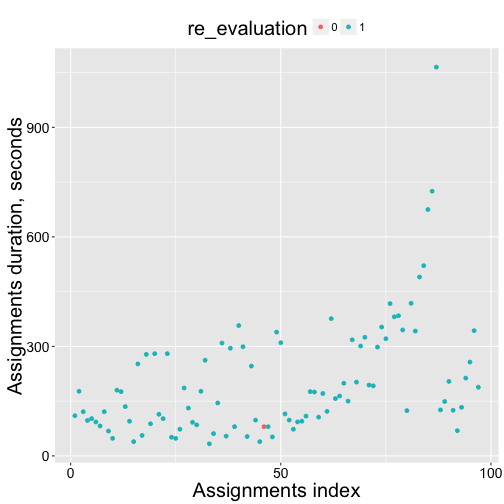 re_evaluation 0 1
Assignments duration, seconds
900
600
300
0
0 50 100
Assignments index